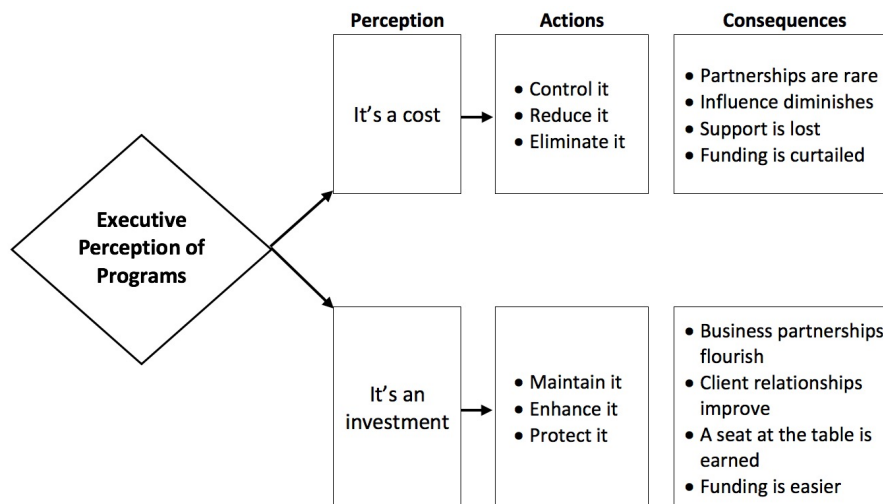 Perception
Actions
Consequences
Executive
Perception of
Programs
It's a cost
• Control it
• Reduce it
• Eliminate it
• Partnerships are rare
• Influence diminishes
• Support is lost
• Funding is curtailed
It's an
investment
• Maintain it
• Enhance it
• Protect it
• Business partnerships
flourish
• Client relationships
improve
• A seat at the table is
earned
• Funding is easier